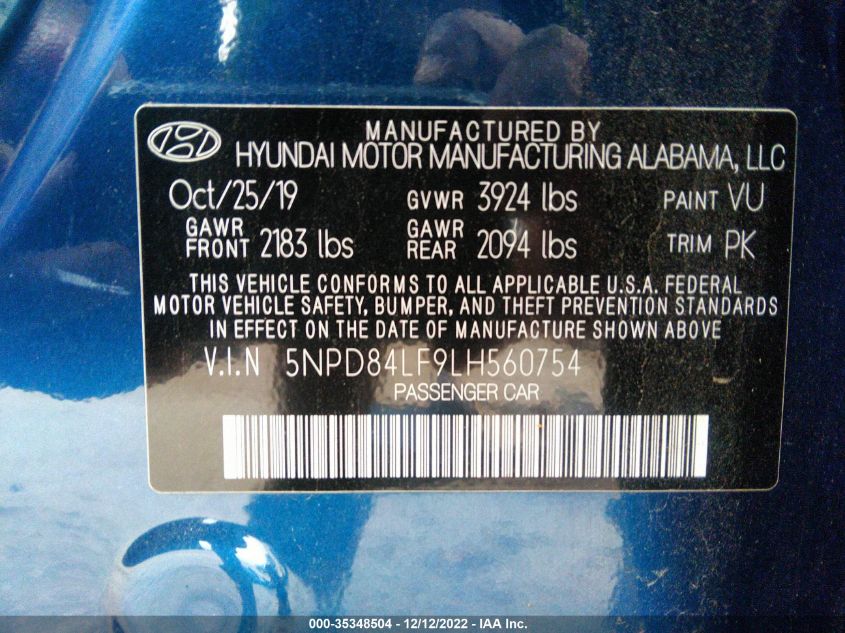 MANUFACTURED BY
HYUNDAI MOTOR MANUFACTURING ALABAMA, LLC
Oct/25/19 GVWR 3924 lbs PAINT VU
GAWR FRONT 2183 lbs GAWR REAR 2094 lbs TRIM PK
THIS VEHICLE CONFORMS TO ALL APPLICABLE U.S.A. FEDERAL
MOTOR VEHICLE SAFETY, BUMPER, AND THEFT PREVENTION STANDARDS
IN EFFECT ON THE DATE OF MANUFACTURE SHOWN ABOVE.
V.I.N 5NPD84LF9LH560754
PASSENGER CAR
000-35348504 - 12/12/2022 - IAA Inc.